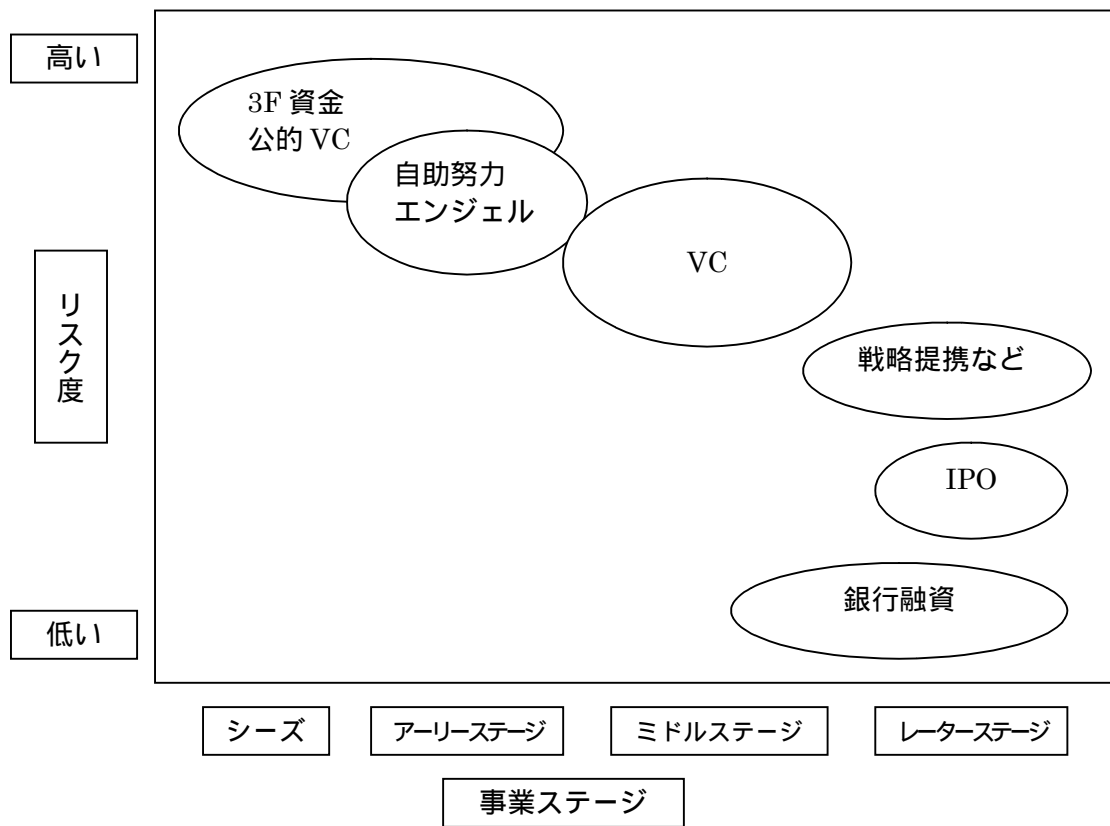 高い
3F 資金
公的 VC
自助努力
エンジェル
VC
リスク度
戦略提携など
IPO
銀行融資
低い
シーズ
アーリーステージ
ミドルステージ
レーターステージ
事業ステージ